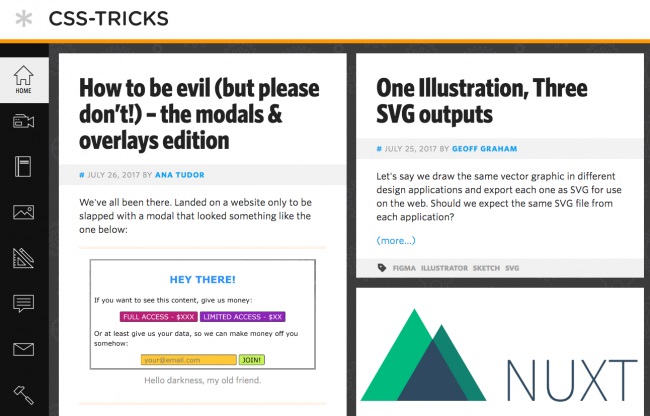 CSS-TRICKS
HOME
How to be evil (but please
don't!) – the modals &
overlays edition
# JULY 26, 2017 BY ANA TUDOR
We've all been there. Landed on a website only to be
slapped with a modal that looked something like the
one below:
HEY THERE!
If you want to see this content, give us money:
FULL ACCESS - $XXX LIMITED ACCESS - $XX
Or at least give us your data, so we can make money off you
somehow:
your@email.com JOIN!
Hello darkness, my old friend.
One Illustration, Three
SVG outputs
# JULY 25, 2017 BY GEOFF GRAHAM
Let's say we draw the same vector graphic in different
design applications and export each one as SVG for use
on the web. Should we expect the same SVG file from
each application?
(more...)
FIGMA ILLUSTRATOR SKETCH SVG
NUXT